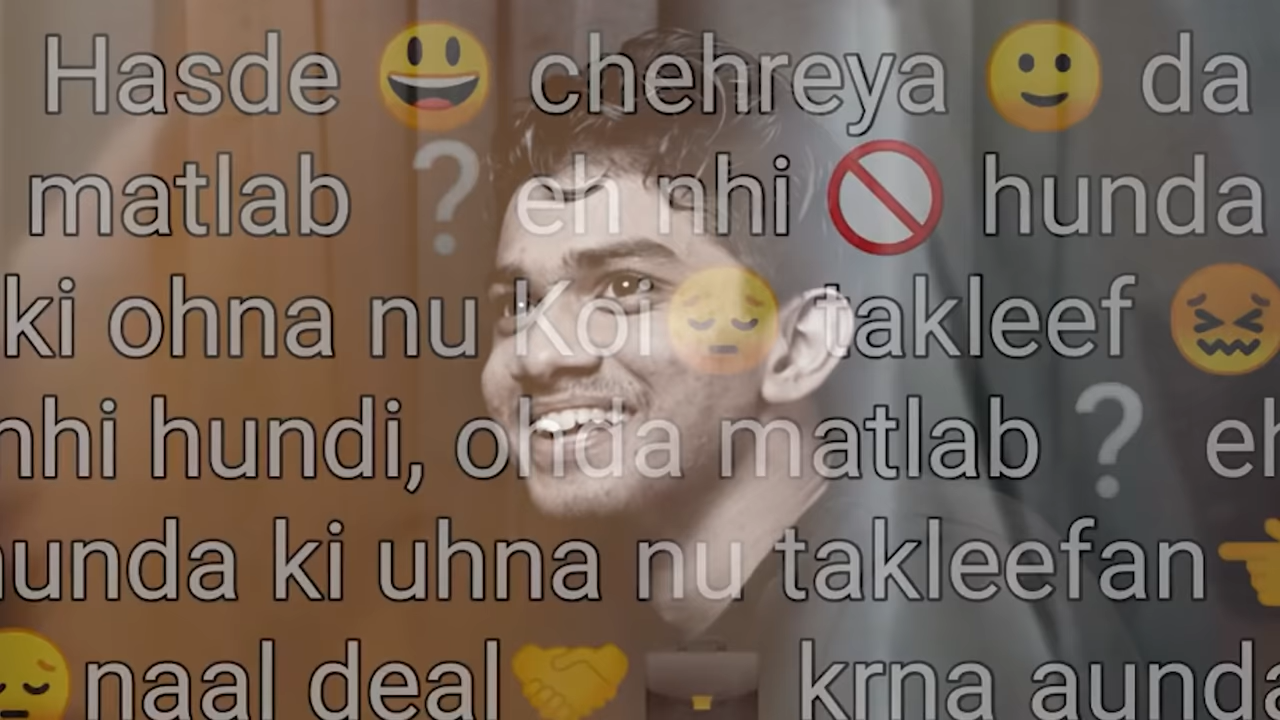 Hasde 😃 chehreya 🙂 da
matlab ❔ eh nhi 🚫 hunda
ki ohna nu Koi 😔 takleef 😖
nhi hundi, ohda matlab ❔ eh
hunda ki uhna nu takleefan 👈
😔 naal deal 🤝 💼 krna aunda